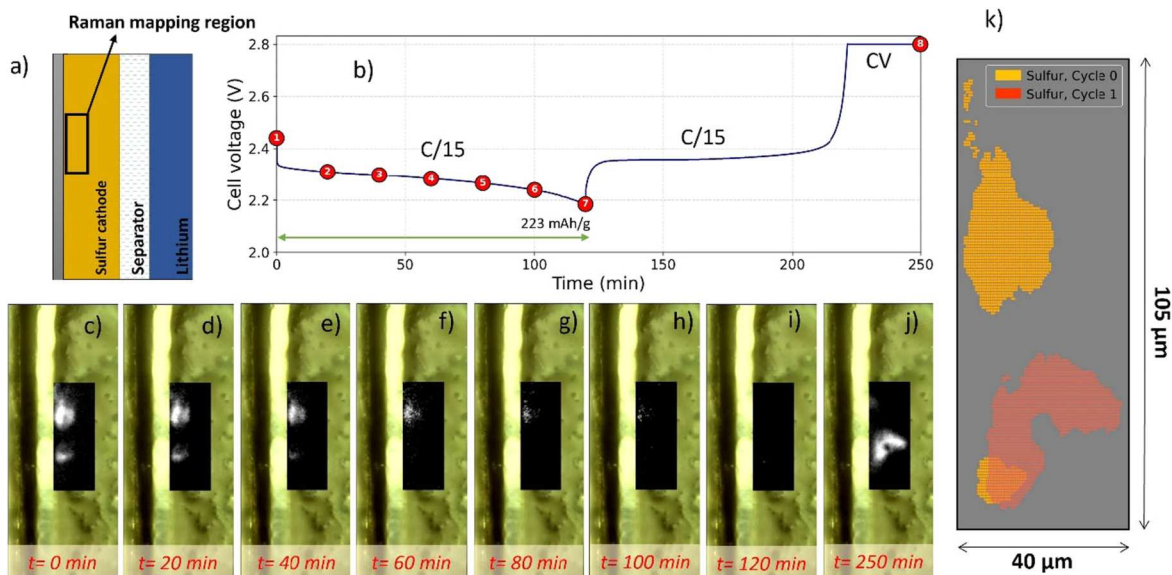 Raman mapping region
a)
Sulfur cathode
Separator
Lithium
b)
2.8
2.6
2.4
2.2
2.0
Cell voltage (V)
1
2
3
4
5
6
7
8
C/15
C/15
CV
223 mAh/g
0
50
100
150
200
250
Time (min)
c)
d)
e)
f)
g)
h)
i)
j)
t= 0 min
t= 20 min
t= 40 min
t= 60 min
t= 80 min
t= 100 min
t= 120 min
t= 250 min
k)
Sulfur, Cycle 0
Sulfur, Cycle 1
105 μm
40 μm